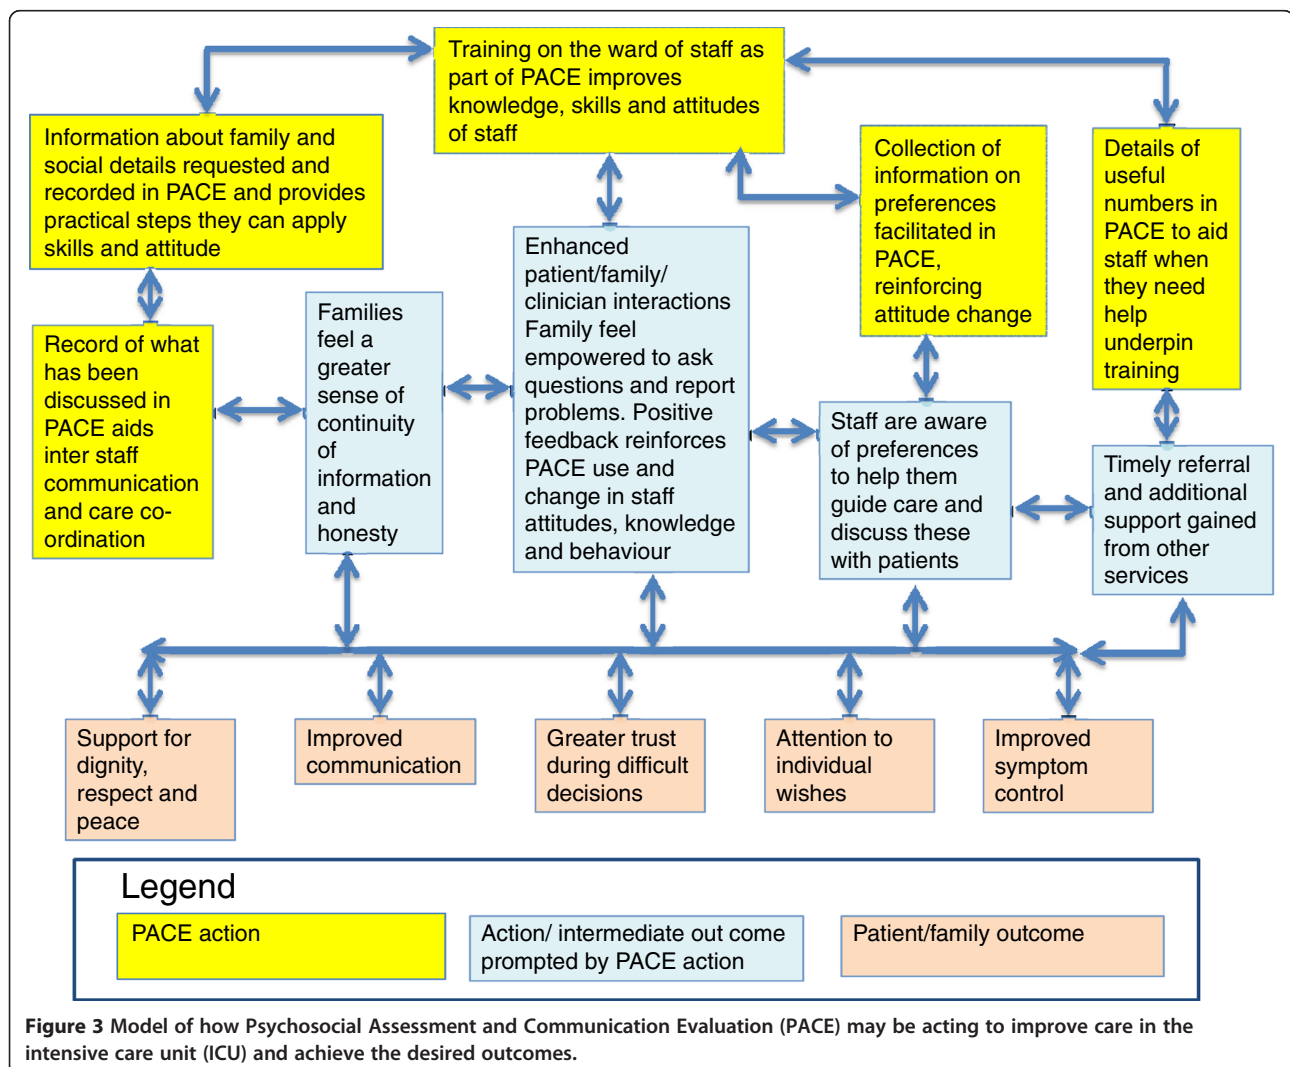 Training on the ward of staff as
part of PACE improves
knowledge, skills and attitudes
of staff
Information about family and
social details requested and
recorded in PACE and provides
practical steps they can apply
skills and attitude
Collection of
information on
preferences
facilitated in
PACE,
reinforcing
attitude change
Details of
useful
numbers in
PACE to aid
staff when
they need
help
underpin
training
Record of what
has been
discussed in
PACE aids
inter staff
communication
and care co-
ordination
Families
feel a
greater
sense of
continuity
of
information
and
honesty
Enhanced
patient/family/
clinician interactions
Family feel
empowered to ask
questions and report
problems. Positive
feedback reinforces
PACE use and
change in staff
attitudes, knowledge
and behaviour
Staff are aware
of preferences
to help them
guide care and
discuss these
with patients
Timely referral
and additional
support gained
from other
services
Support for
dignity,
respect and
peace
Improved
communication
Greater trust
during difficult
decisions
Attention to
individual
wishes
Improved
symptom
control
Legend
PACE action
Action/ intermediate out come
prompted by PACE action
Patient/family outcome
Figure 3 Model of how Psychosocial Assessment and Communication Evaluation (PACE) may be acting to improve care in the
intensive care unit (ICU) and achieve the desired outcomes.